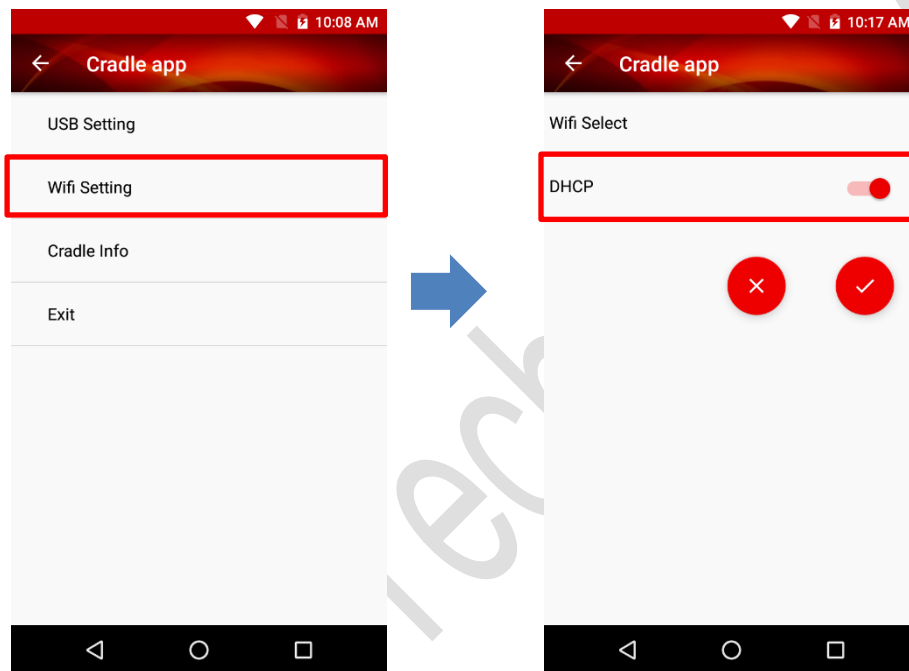 10:08 AM
Cradle app
USB Setting
Wifi Setting
Cradle Info
Exit
10:17 AM
Cradle app
Wifi Select
DHCP
Tech